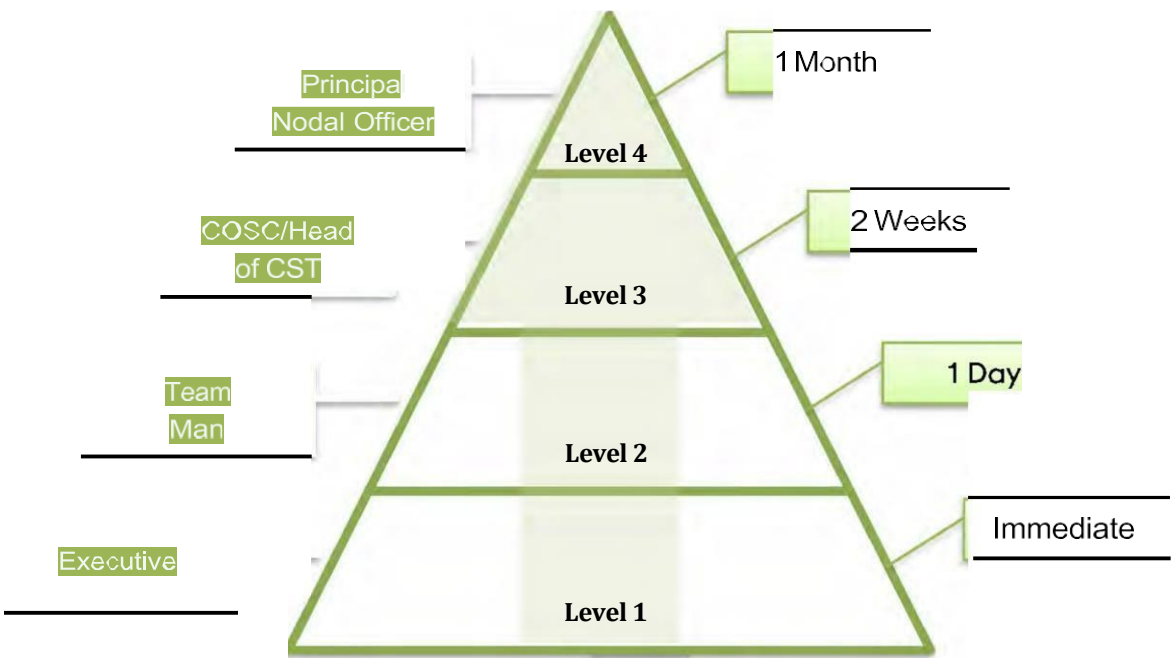 1 Month
Principa
Nodal Officer
Level 4
2 Weeks
COSC/Head
of CST
Level 3
1 Day
Team
Man
Level 2
Immediate
Executive
Level 1